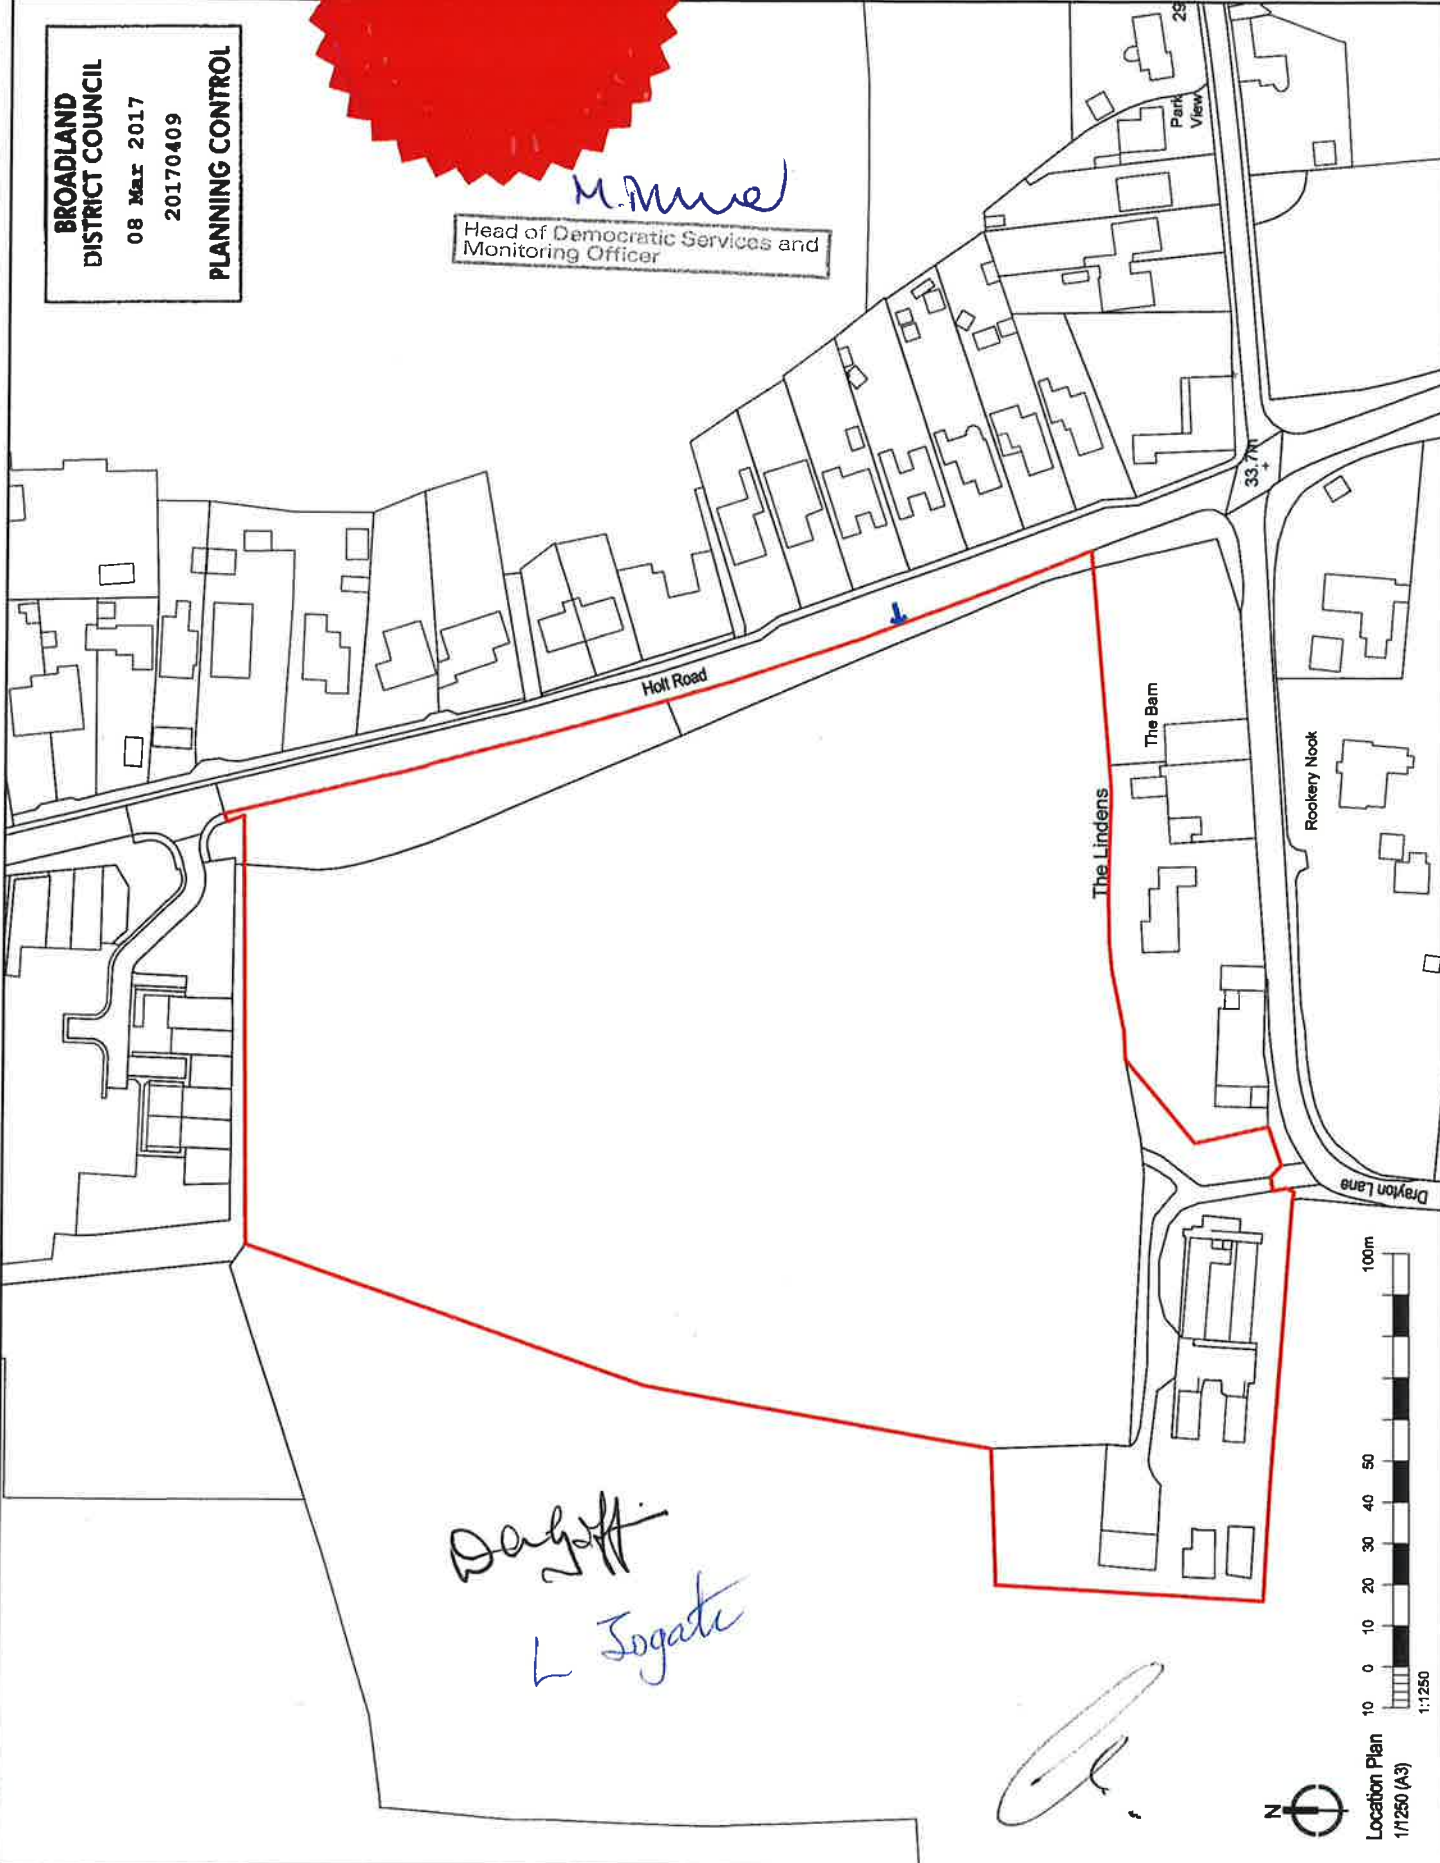 BROADLAND
DISTRICT COUNCIL
08 Mar 2017
20170409
PLANNING CONTROL
Head of Democratic Services and
Monitoring Officer
29
Park
View
Holt Road
33.7m
+
The Barn
The Lindens
Rookery Nook
Drayton Lane
N
Location Plan
1/1250 (A3)
10 0 10 20 30 40 50 100m
1:1250